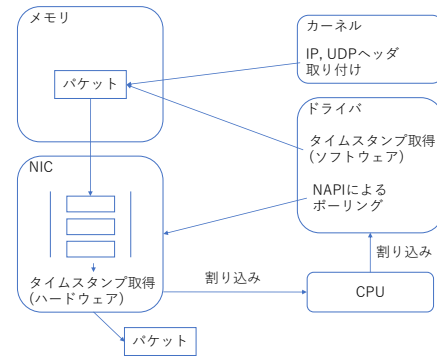 メモリ
パケット
カーネル
IP, UDPヘッダ
取り付け
ドライバ
タイムスタンプ取得
(ソフトウェア)
NAPIによる
ポーリング
NIC
タイムスタンプ取得
(ハードウェア)
割り込み
割り込み
CPU
パケット